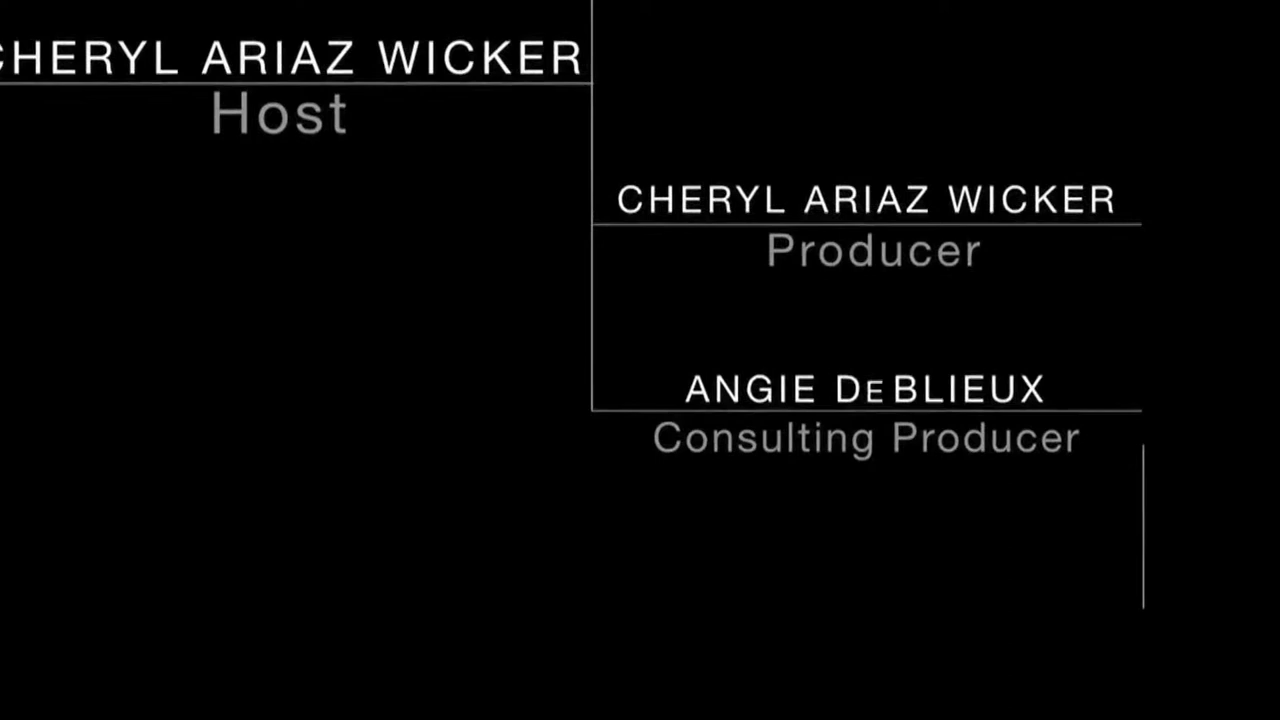 CHERYL ARIAZ WICKER
Host
CHERYL ARIAZ WICKER
Producer
ANGIE DEBLIEUX
Consulting Producer